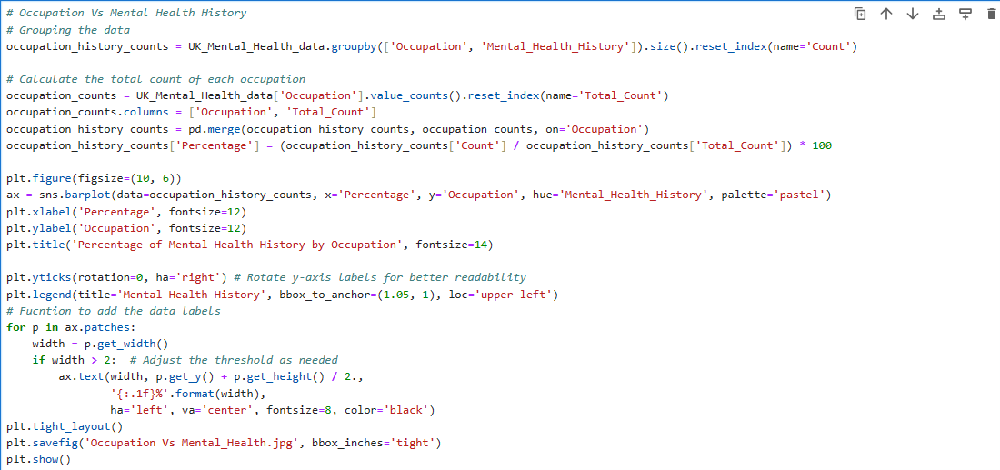 # Occupation Vs Mental Health History
# Grouping the data
occupation_history_counts = UK_Mental_Health_data.groupby(['Occupation', 'Mental_Health_History']).size().reset_index(name='Count')

# Calculate the total count of each occupation
occupation_counts = UK_Mental_Health_data['Occupation'].value_counts().reset_index(name='Total_Count')
occupation_counts.columns = ['Occupation', 'Total_Count']
occupation_history_counts = pd.merge(occupation_history_counts, occupation_counts, on='Occupation')
occupation_history_counts['Percentage'] = (occupation_history_counts['Count'] / occupation_history_counts['Total_Count']) * 100

plt.figure(figsize=(10, 6))
ax = sns.barplot(data=occupation_history_counts, x='Percentage', y='Occupation', hue='Mental_Health_History', palette='pastel')
plt.xlabel('Percentage', fontsize=12)
plt.ylabel('Occupation', fontsize=12)
plt.title('Percentage of Mental Health History by Occupation', fontsize=14)

plt.yticks(rotation=0, ha='right') # Rotate y-axis labels for better readability
plt.legend(title='Mental Health History', bbox_to_anchor=(1.05, 1), loc='upper left')
# Fucntion to add the data labels
for p in ax.patches:
    width = p.get_width()
    if width > 2:  # Adjust the threshold as needed
        ax.text(width, p.get_y() + p.get_height() / 2.,
                '{:.1f}%'.format(width),
                ha='left', va='center', fontsize=8, color='black')
plt.tight_layout()
plt.savefig('Occupation Vs Mental_Health.jpg', bbox_inches='tight')
plt.show()